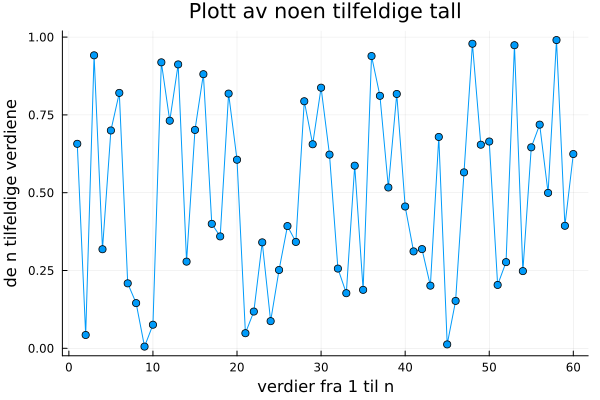 Plott av noen tilfeldige tall
de n tilfeldige verdiene
1.00
0.75
0.50
0.25
0.00
0 10 20 30 40 50 60
verdier fra 1 til n